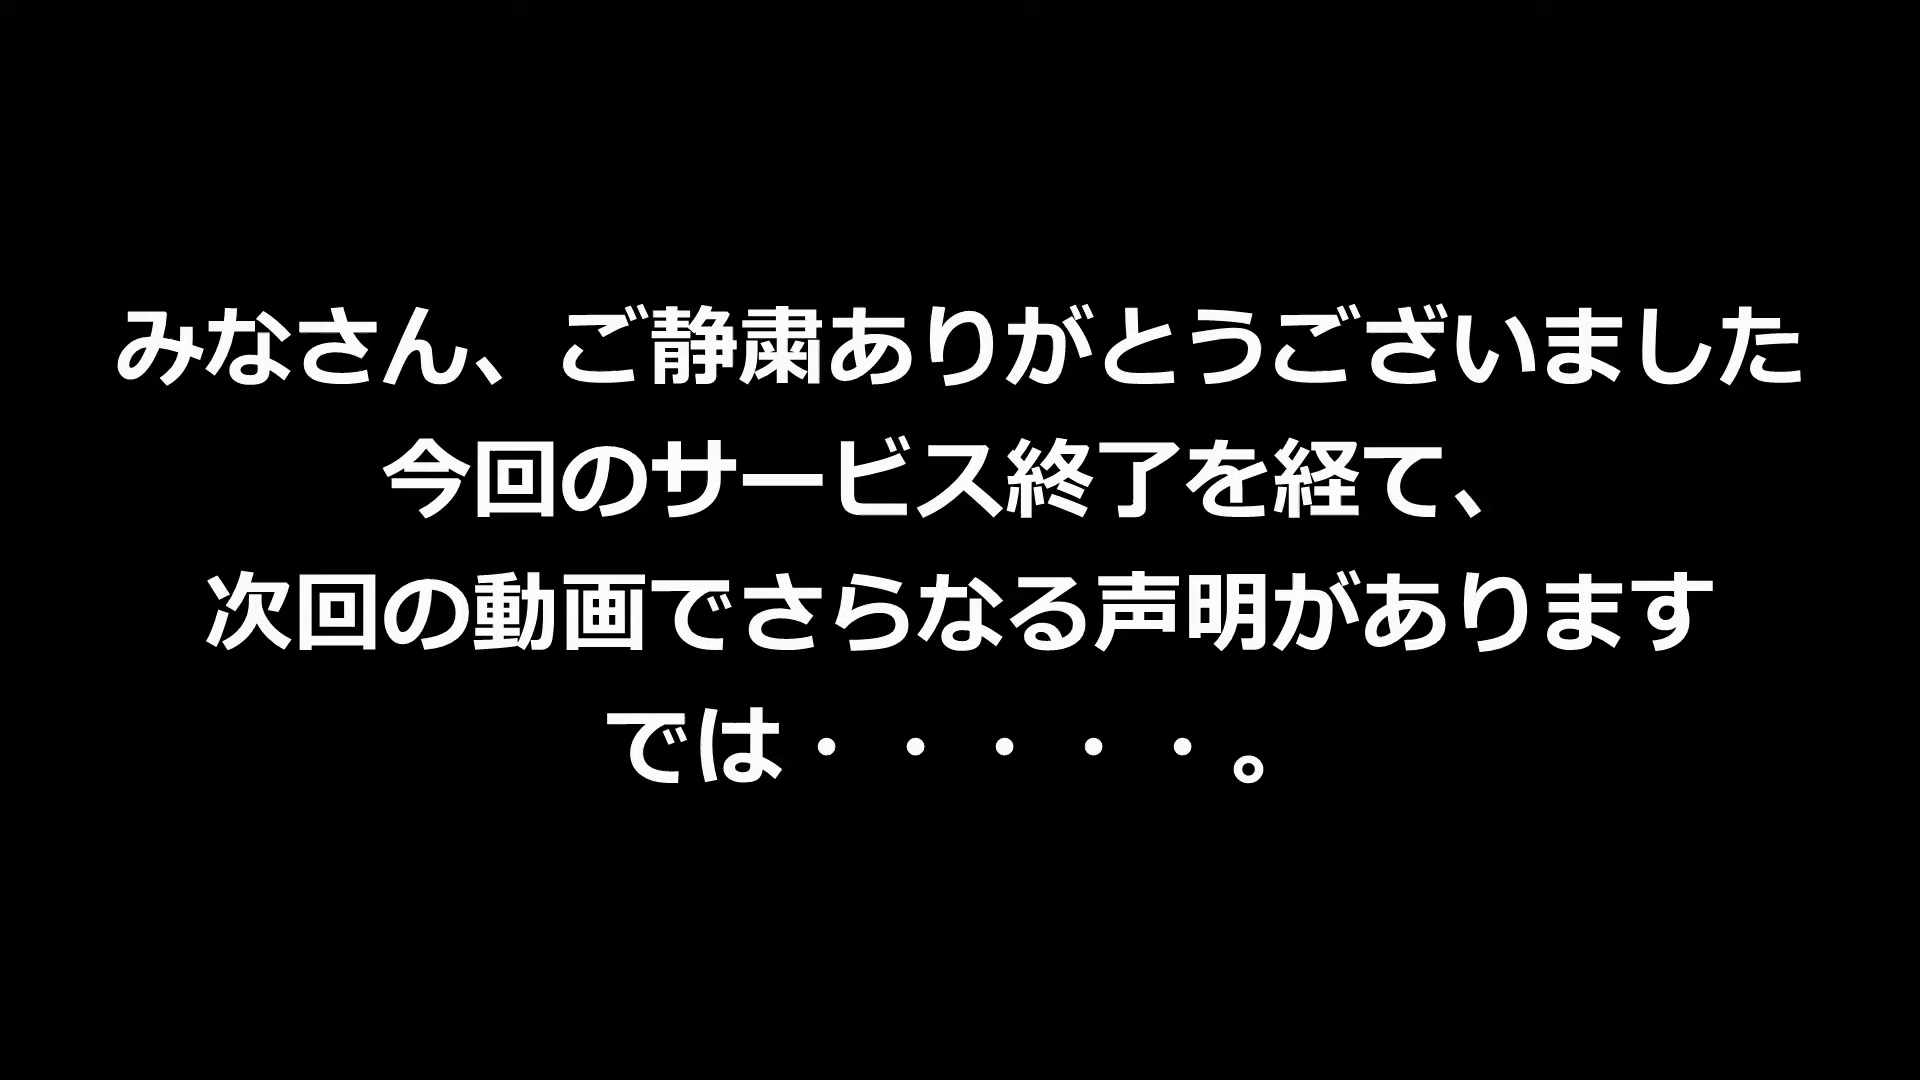 みなさん、ご静粛ありがとうございました
今回のサービス終了を経て、
次回の動画でさらなる声明があります
では・・・・・。